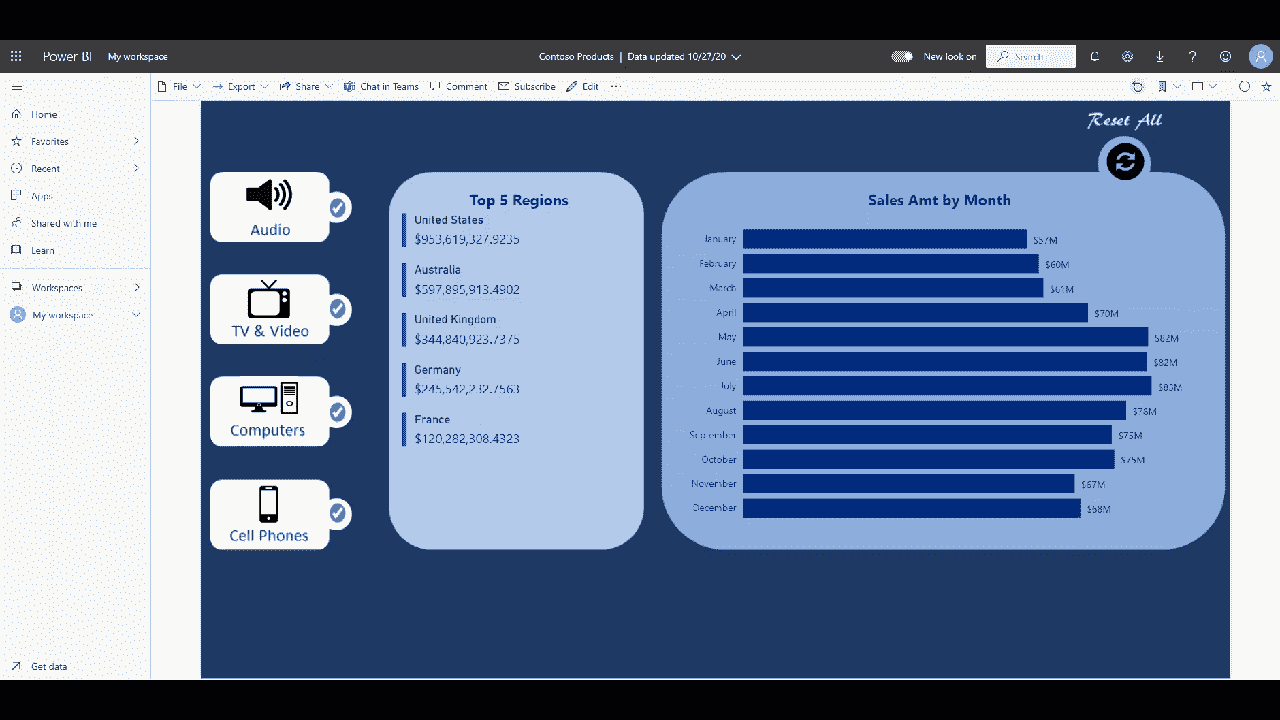 Power BI My workspace Contoso Products | Data updated 10/27/20 New look on Search
File Export Share Chat in Teams Comment Subscribe Edit ...
Home
Favorites
Recent
Apps
Shared with me
Learn
Workspaces
My workspace
Get data
Reset All
Audio
TV & Video
Computers
Cell Phones
Top 5 Regions
United States
$953,619,327.9235
Australia
$597,895,913.4902
United Kingdom
$344,840,923.7375
Germany
$245,542,232.7563
France
$120,282,308.4323
Sales Amt by Month
January $57M
February $60M
March $61M
April $70M
May $82M
June $82M
July
August $78M
September $75M
October $75M
November $67M
December $68M